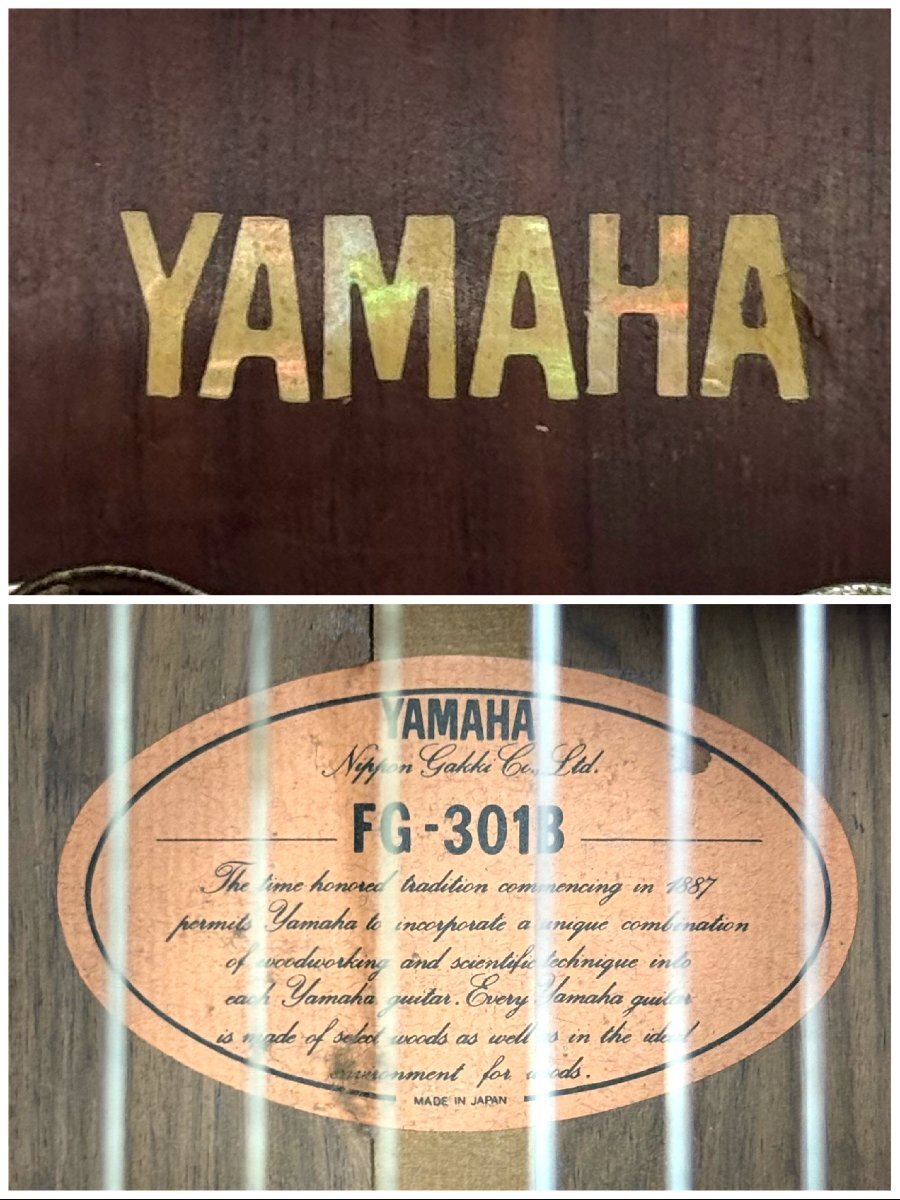 YAMAHA
YAMAHA
Nippon Gakki Co., Ltd.
FG-301B
The time honored tradition commencing in 1887
permits Yamaha to incorporate a unique combination
of woodworking and scientific technique into
each Yamaha guitar. Every Yamaha guitar
is made of select woods as well as in the ideal
environment for woods.
MADE IN JAPAN